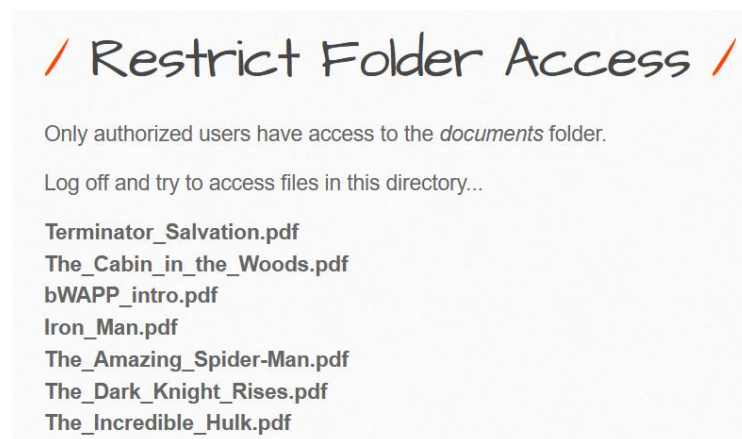 / Restrict Folder Access /
Only authorized users have access to the documents folder.
Log off and try to access files in this directory...
Terminator_Salvation.pdf
The_Cabin_in_the_Woods.pdf
bWAPP_intro.pdf
Iron_Man.pdf
The_Amazing_Spider-Man.pdf
The_Dark_Knight_Rises.pdf
The_Incredible_Hulk.pdf